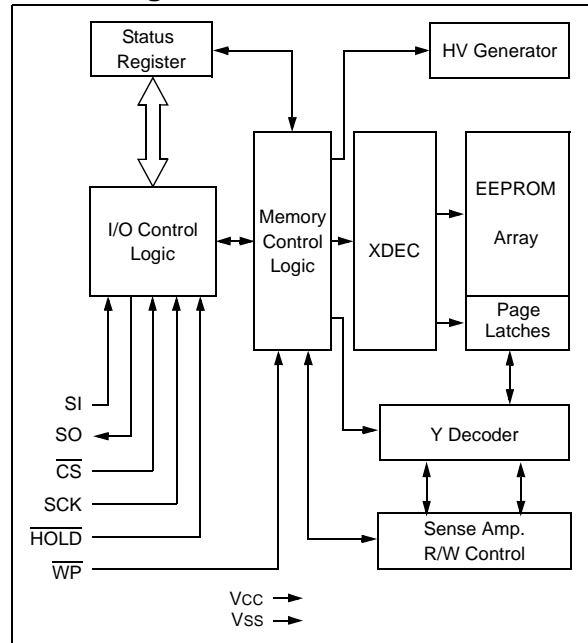 Status
Register
HV Generator
I/O Control
Logic
Memory
Control
Logic
XDEC
EEPROM
Array
Page
Latches
SI
SO
CS
SCK
HOLD
WP
Y Decoder
Sense Amp.
R/W Control
VCC
VSS